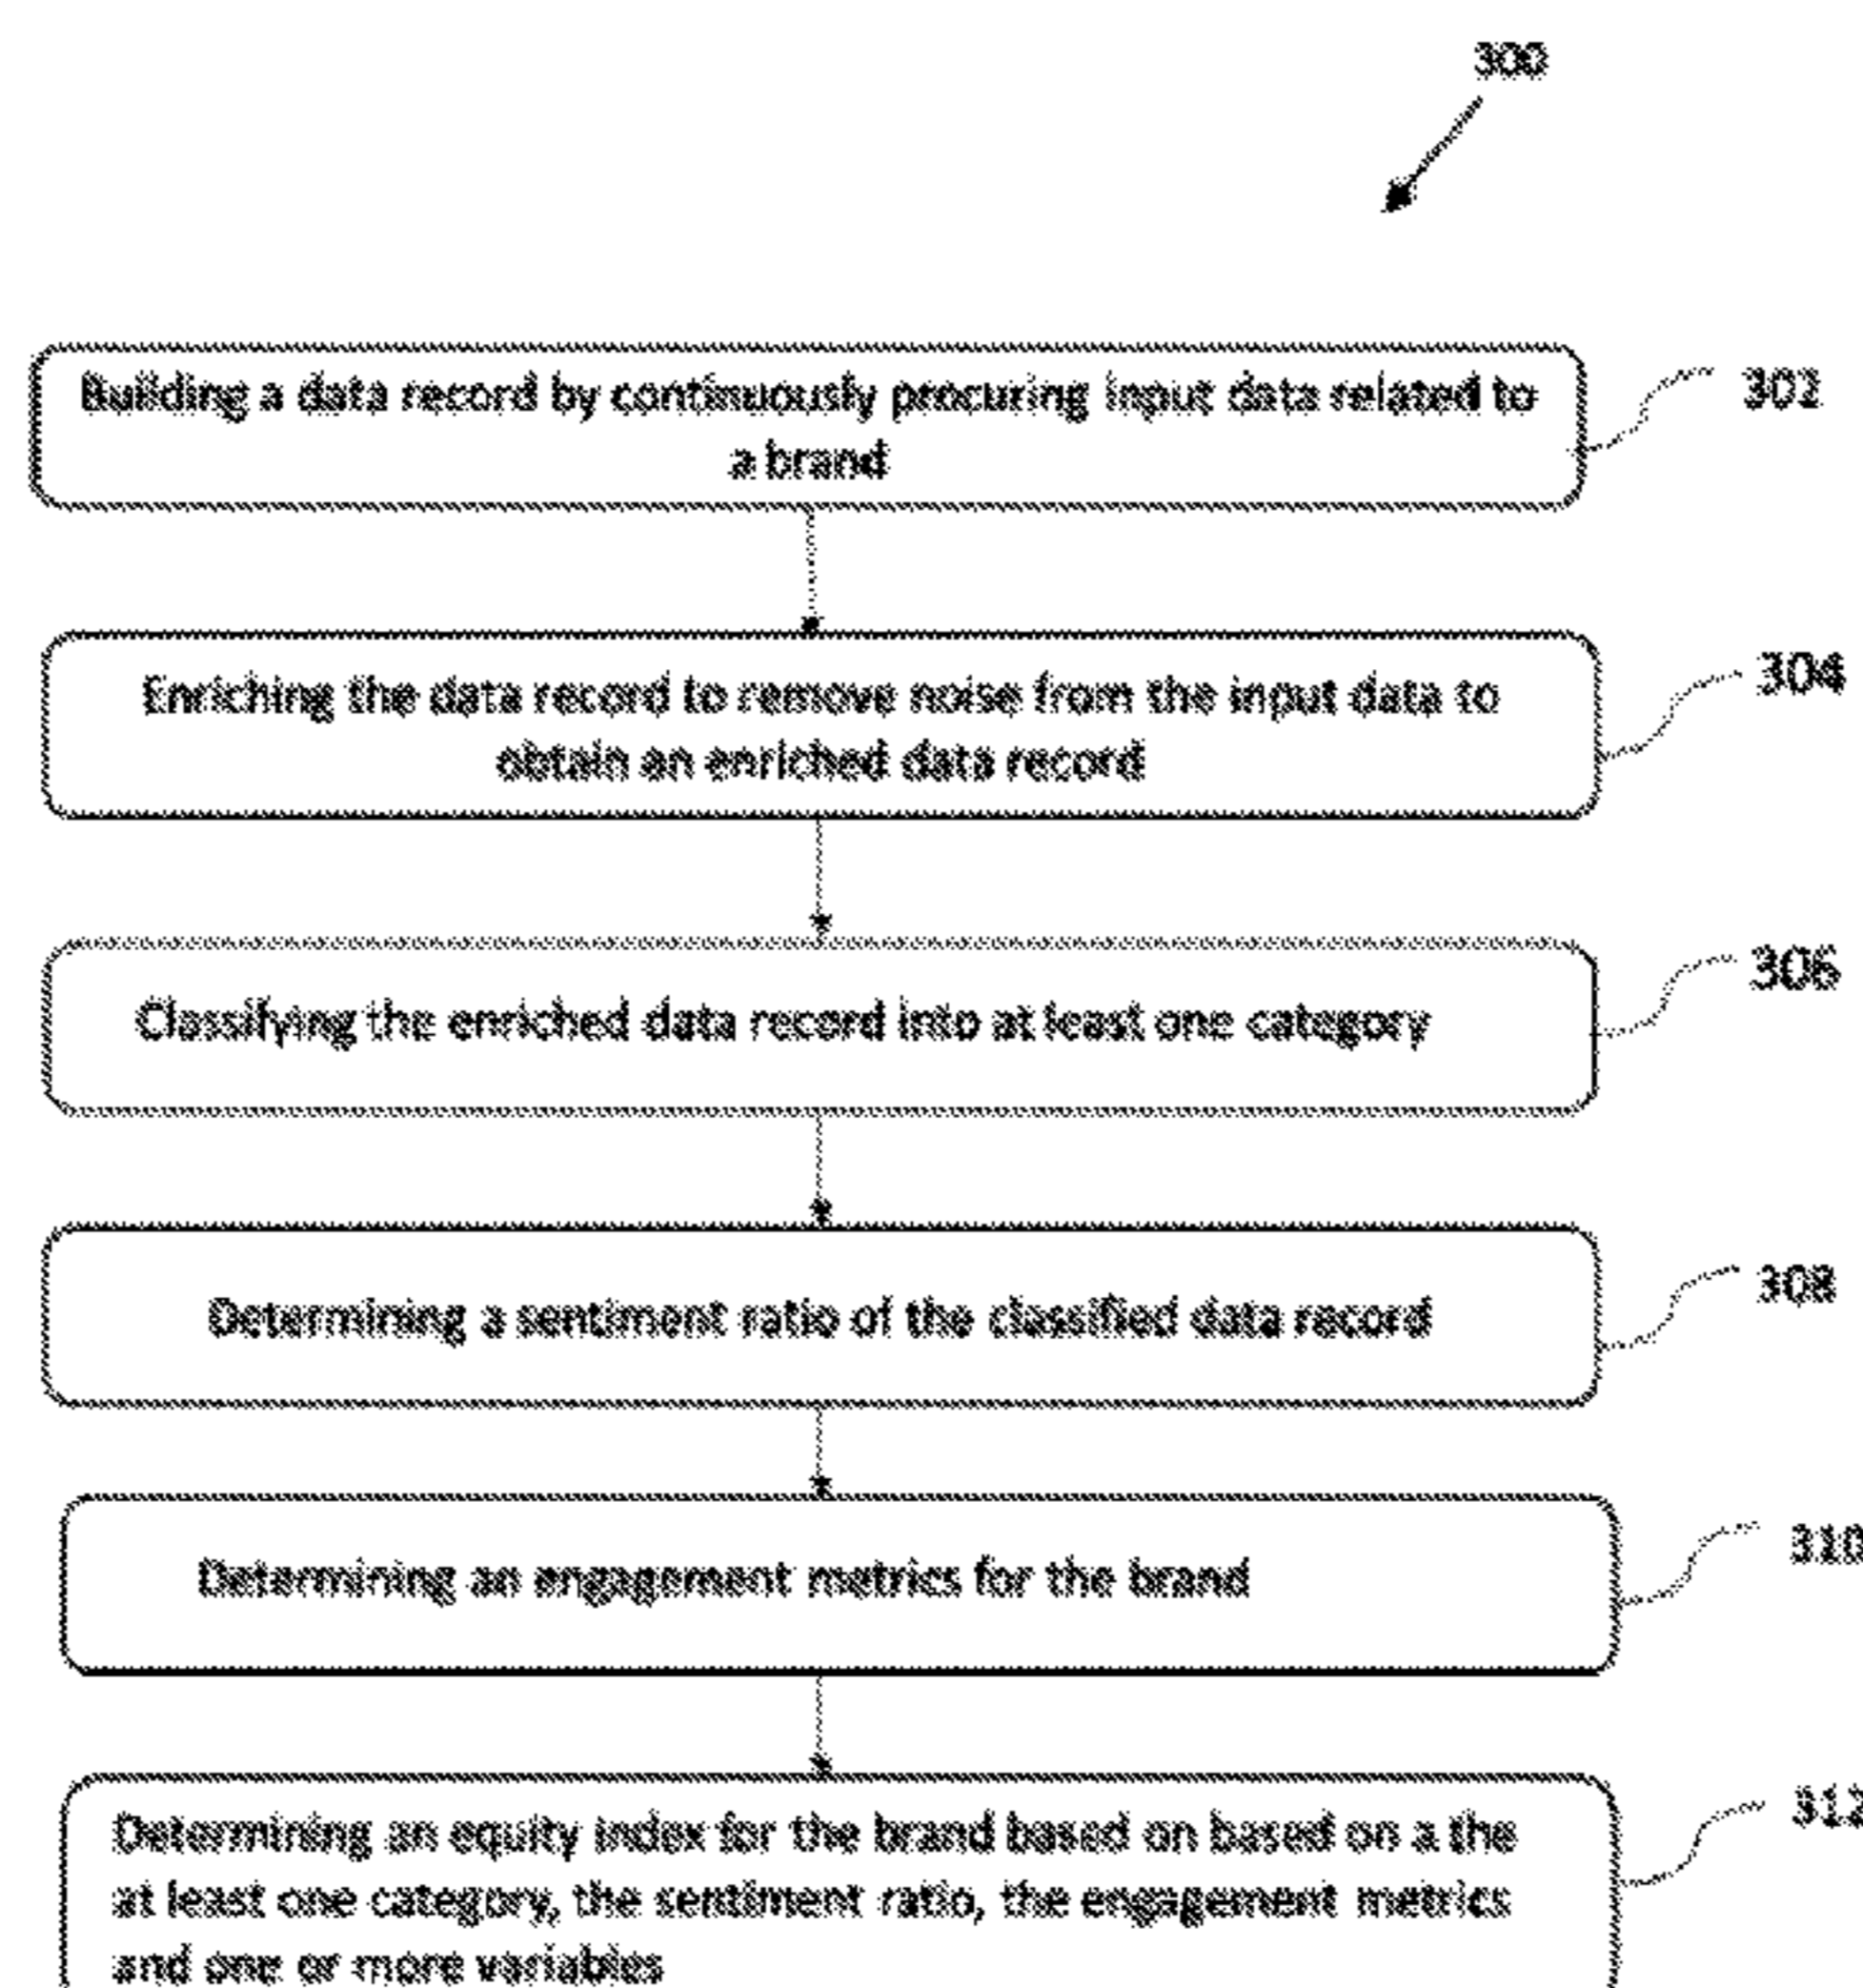 300
Building a data record by continuously procuring input data related to
a brand
302
Enriching the data record to remove noise from the input data to
obtain an enriched data record
304
Classifying the enriched data record into at least one category
306
Determining a sentiment ratio of the classified data record
308
Determining an engagement metrics for the brand
310
Determining an equity index for the brand based on based on a the
at least one category, the sentiment ratio, the engagement metrics
and one or more variables
312